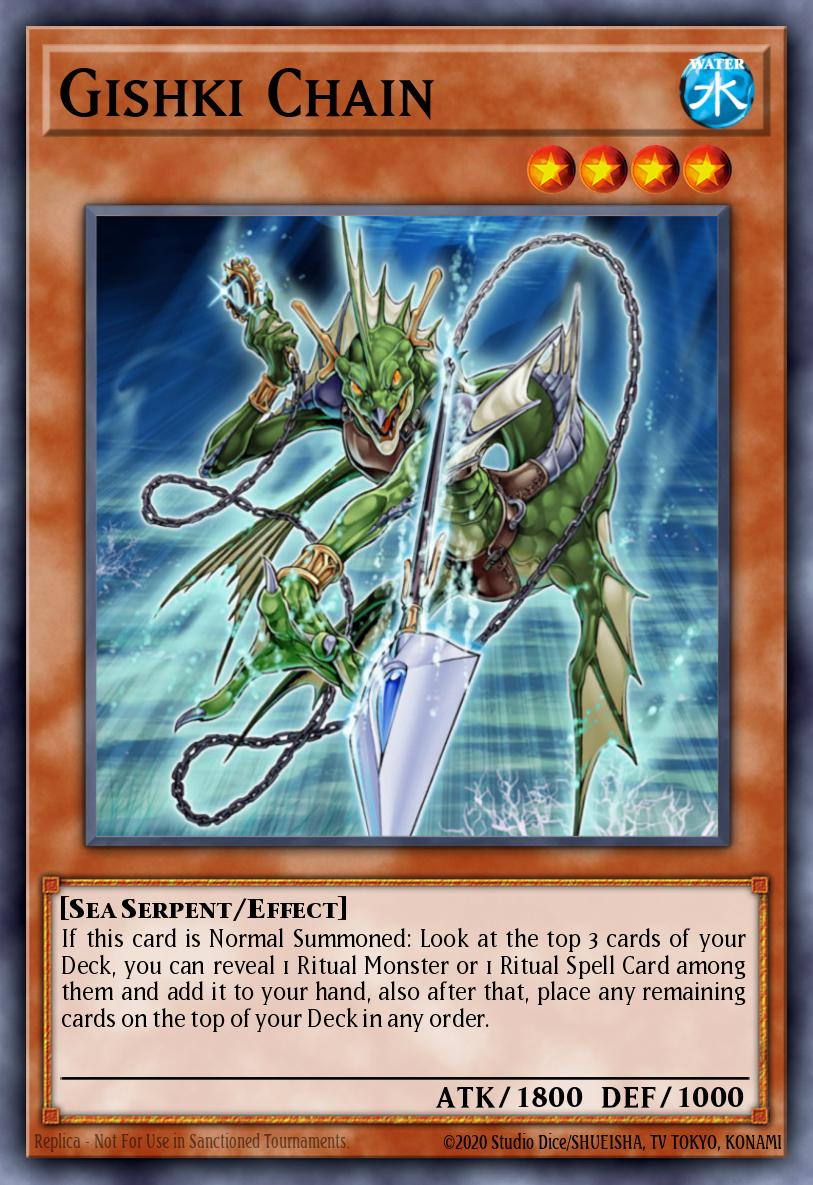 Gishki Chain
WATER
水
[Sea Serpent/Effect]
If this card is Normal Summoned: Look at the top 3 cards of your
Deck, you can reveal 1 Ritual Monster or 1 Ritual Spell Card among
them and add it to your hand, also after that, place any remaining
cards on the top of your Deck in any order.
ATK/1800 DEF/1000
Replica - Not For Use in Sanctioned Tournaments.
©2020 Studio Dice/SHUEISHA, TV TOKYO, KONAMI